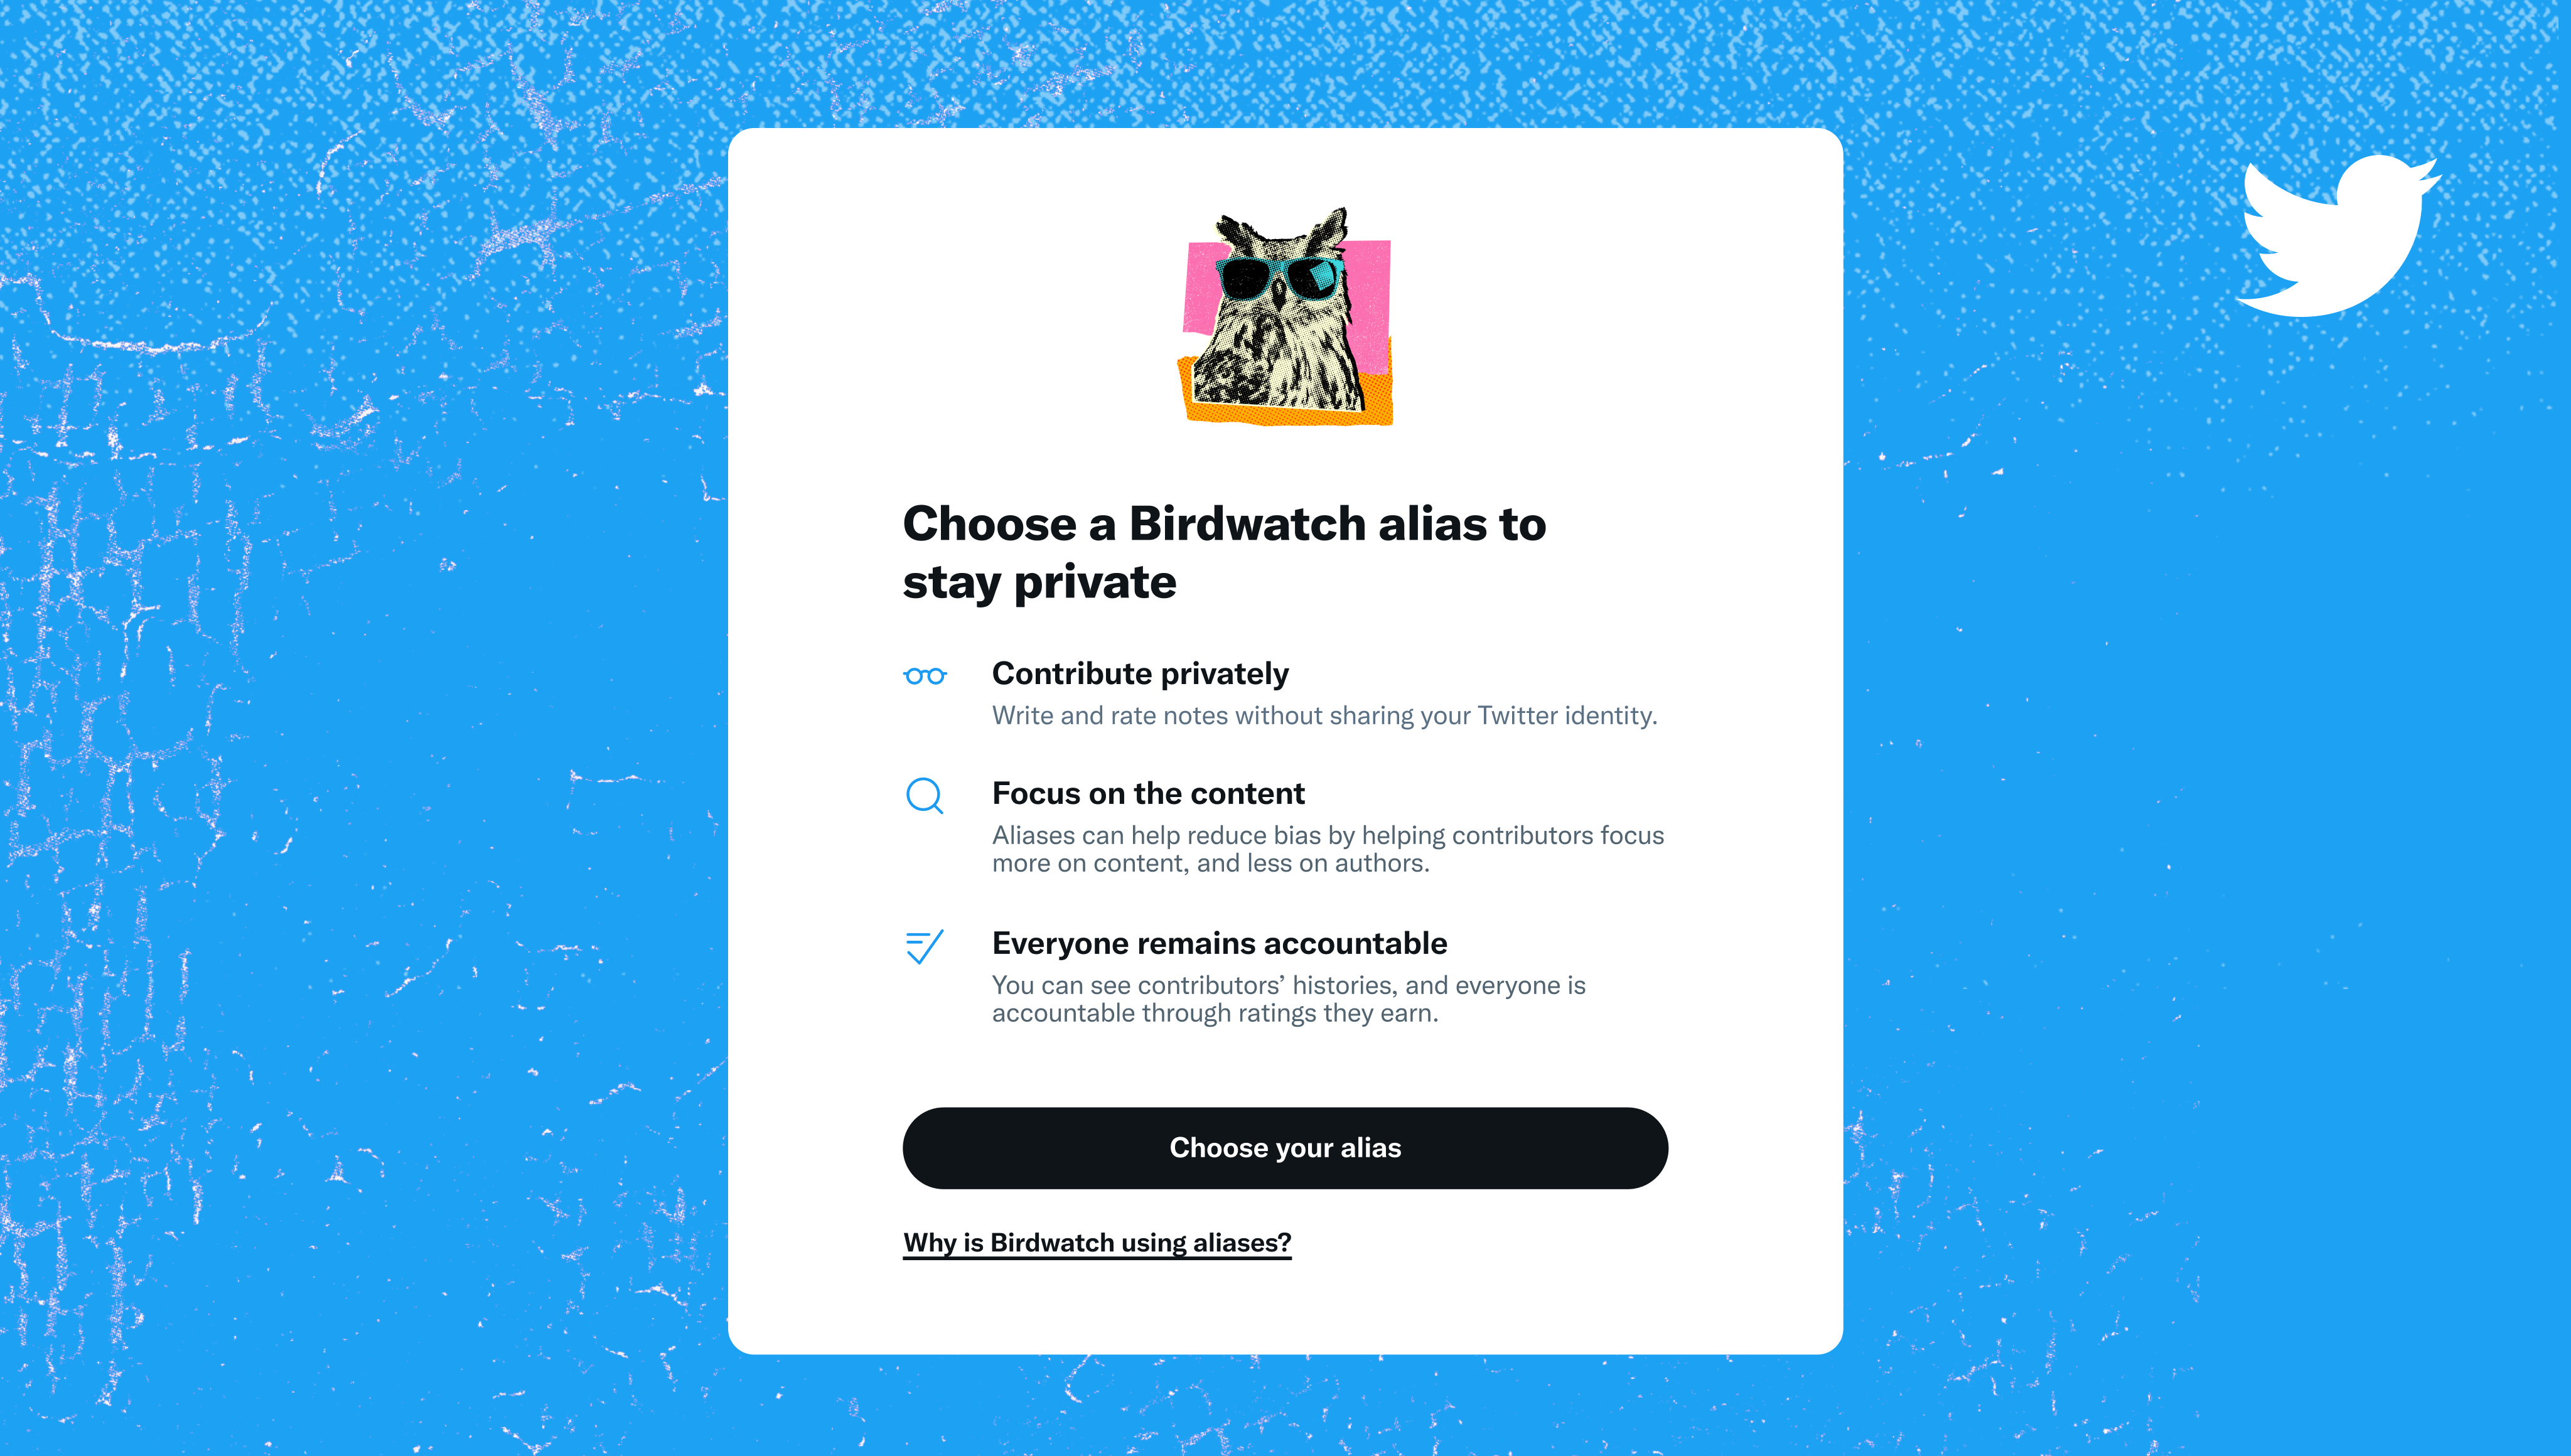 Choose a Birdwatch alias to
stay private
Contribute privately
Write and rate notes without sharing your Twitter identity.
Focus on the content
Aliases can help reduce bias by helping contributors focus
more on content, and less on authors.
Everyone remains accountable
You can see contributors’ histories, and everyone is
accountable through ratings they earn.
Choose your alias
Why is Birdwatch using aliases?